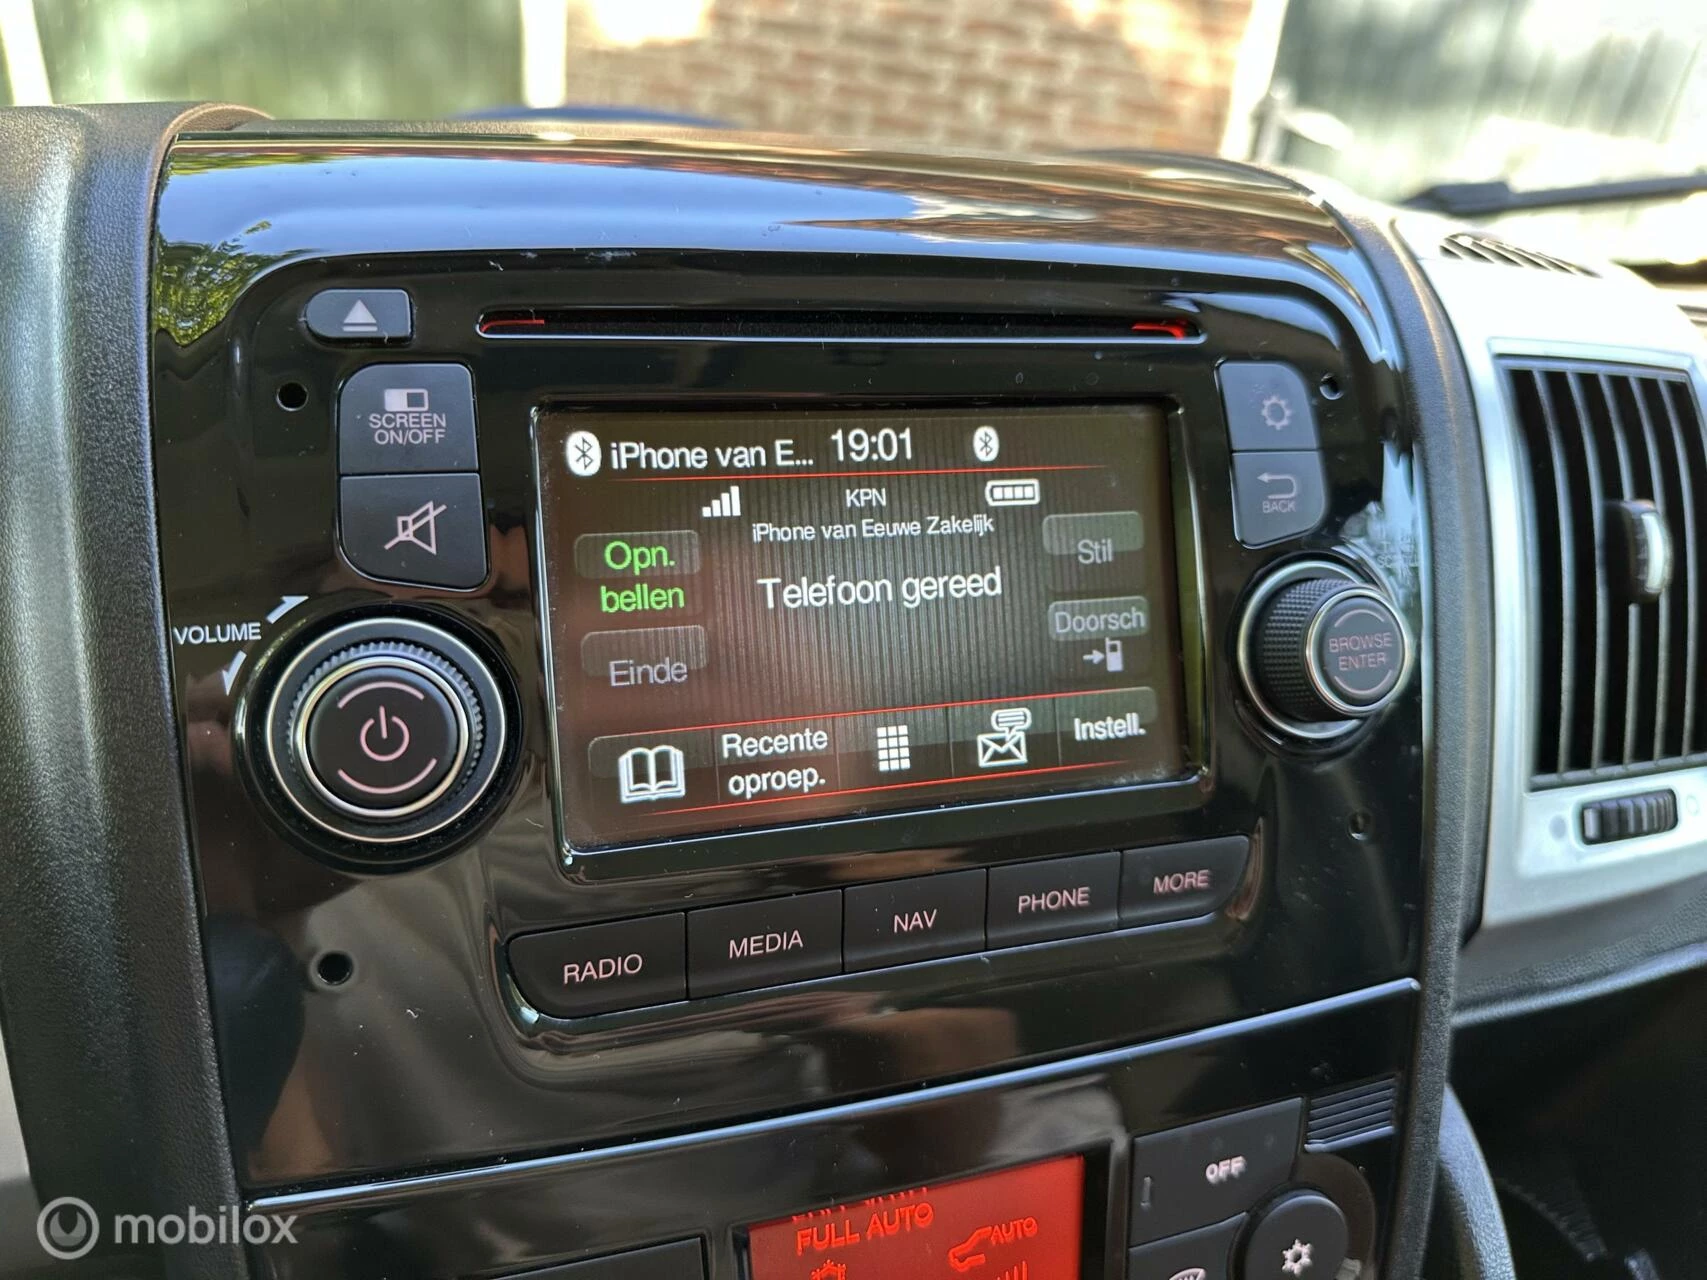 SCREEN
ON/OFF
VOLUME
iPhone van E... 19:01
KPN
iPhone van Eeuwe Zakelijk
Opn.
bellen
Telefoon gereed
Stil
Einde
Doorsch
Recente
oproep.
Instell.
BACK
BROWSE
ENTER
RADIO
MEDIA
NAV
PHONE
MORE
OFF
FULL AUTO
AUTO
mobilox